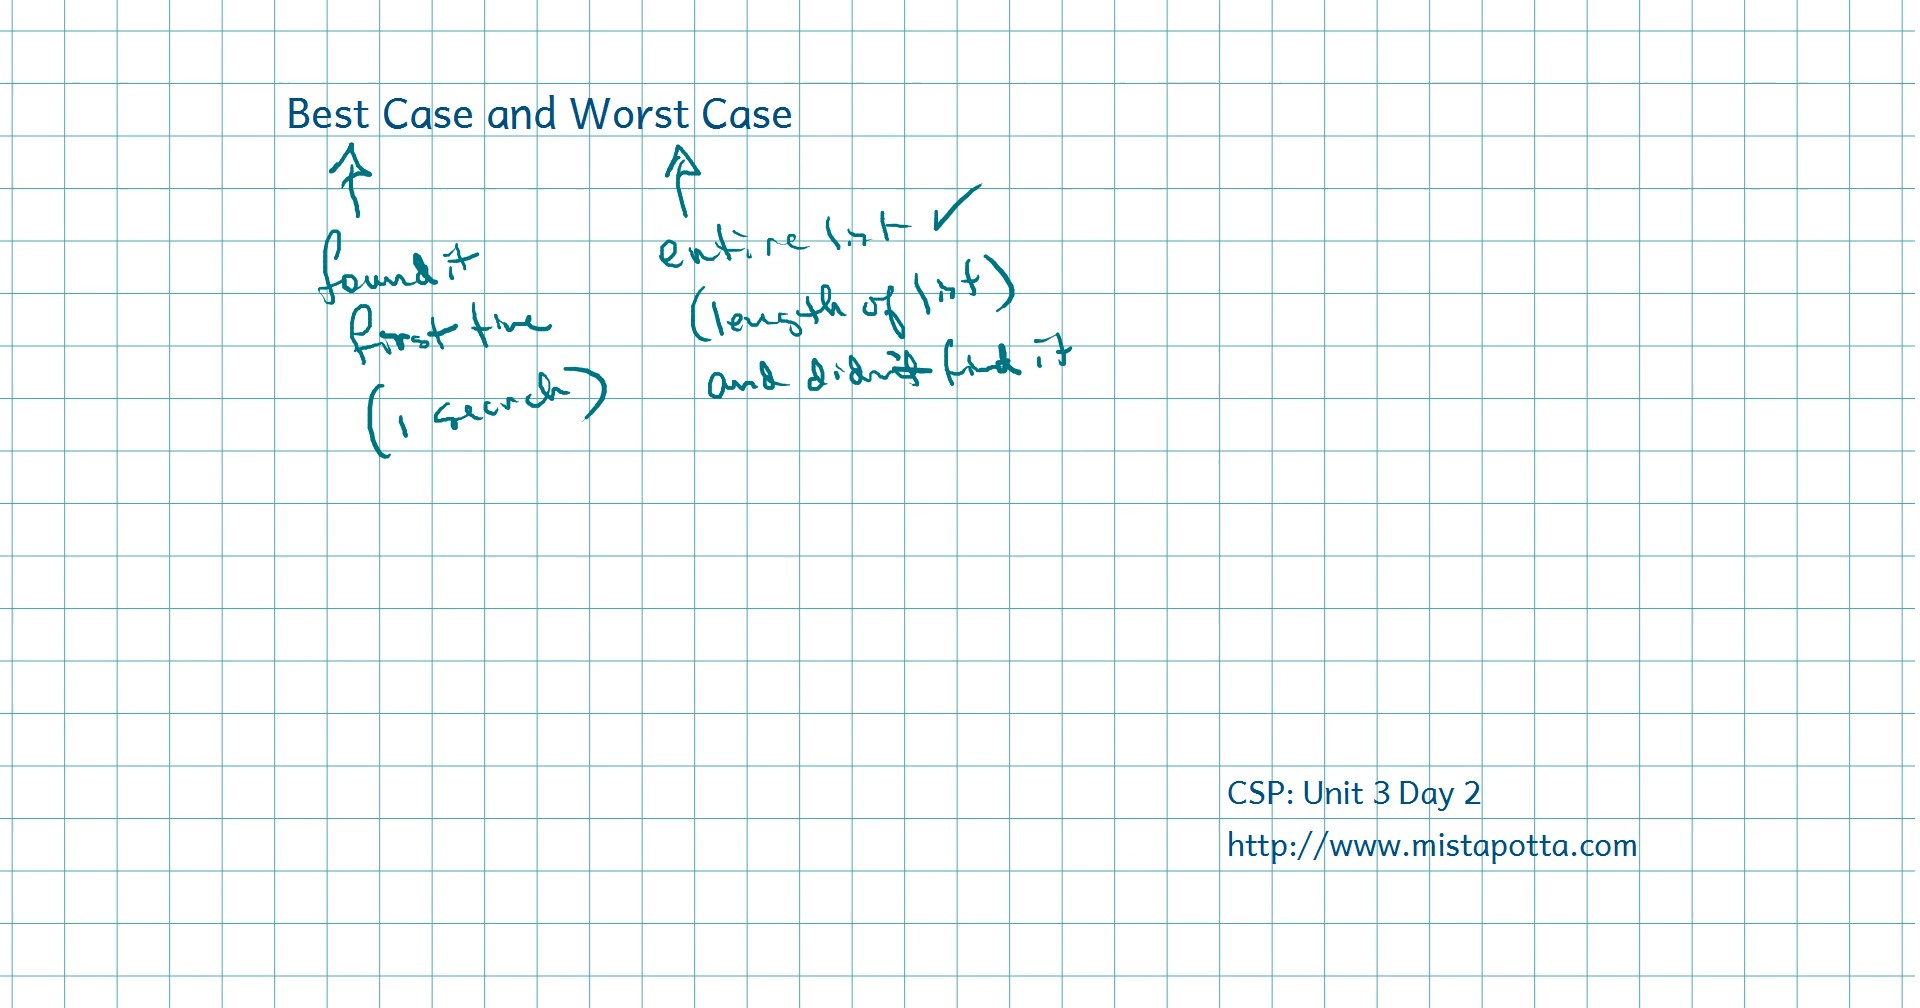 Best Case and Worst Case
found it
first time
(1 search)
entire list ✓
(length of list)
and didn't find it
CSP: Unit 3 Day 2
http://www.mistapotta.com